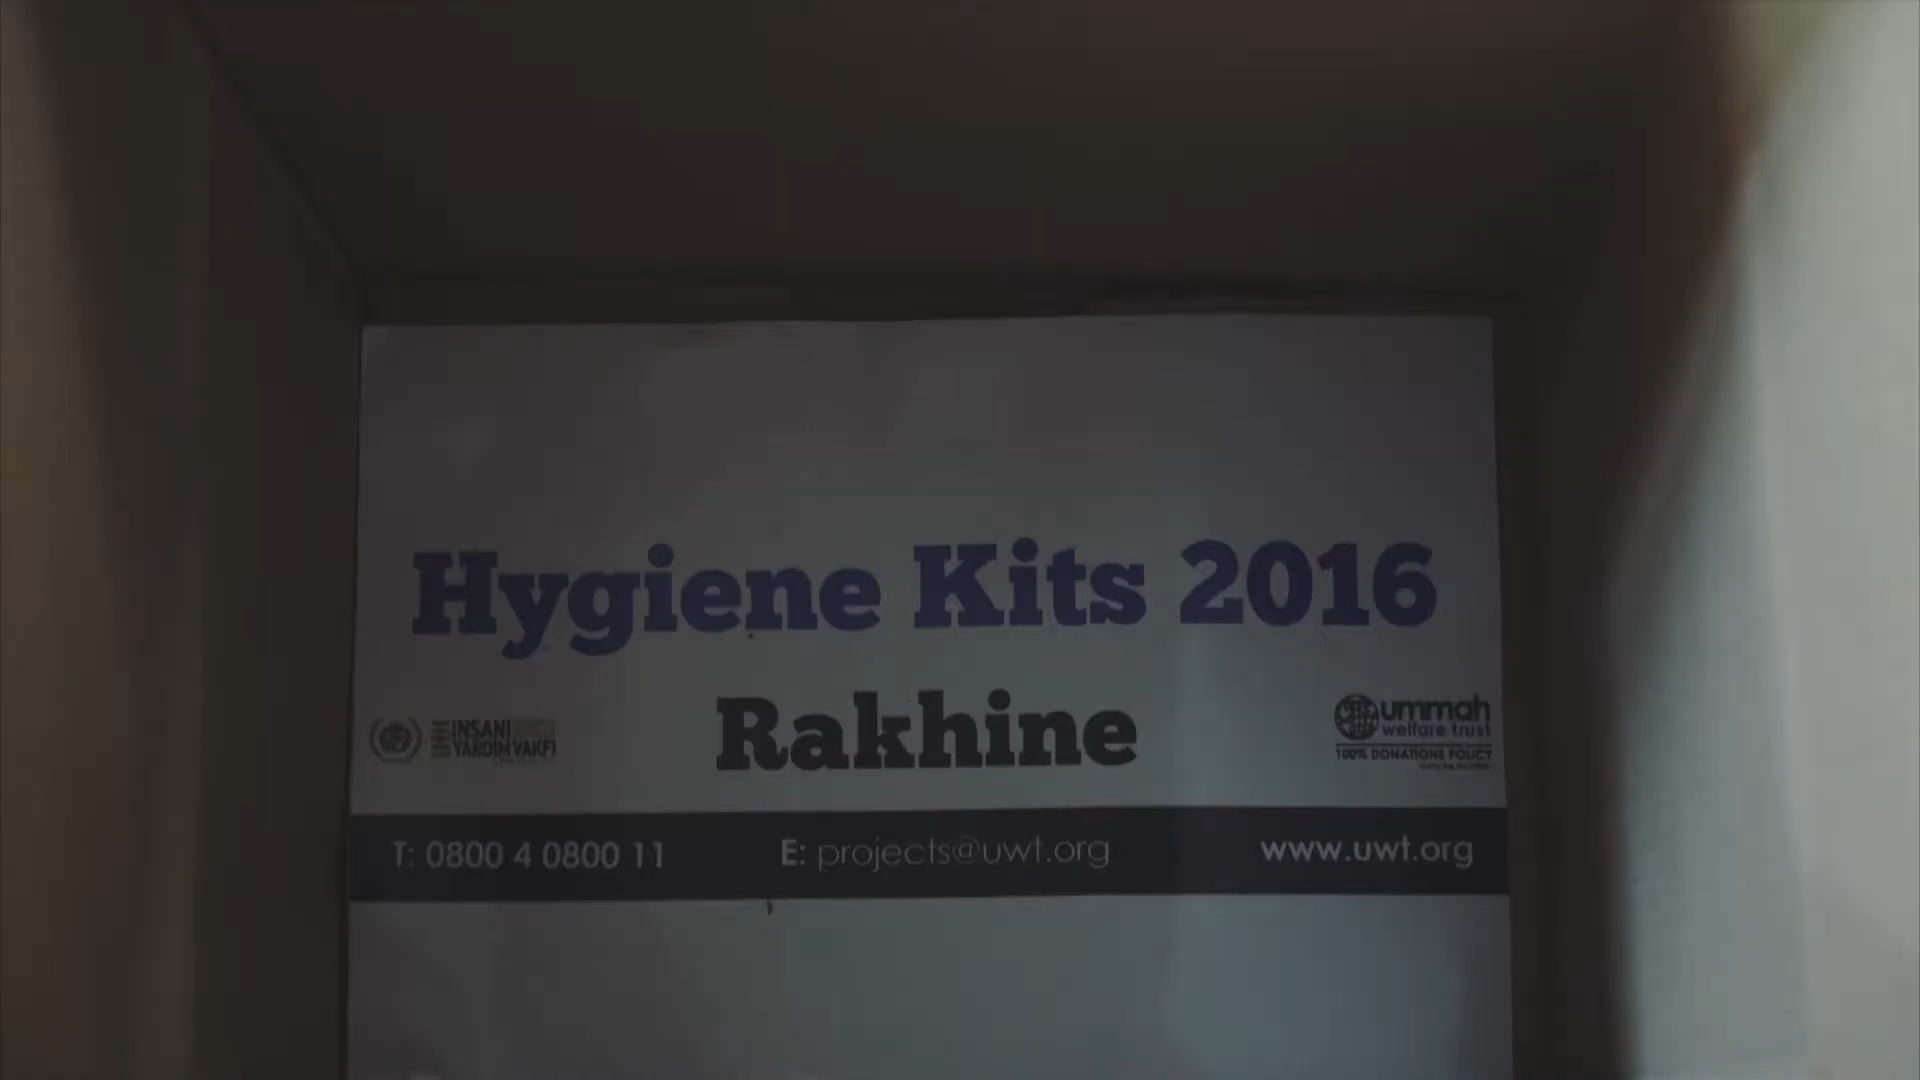 Hygiene Kits 2016
Rakhine
INSANI
YARDIM VAKFI
ummah
welfare trust
100% DONATIONS POLICY
T: 0800 4 0800 11
E: projects@uwt.org
www.uwt.org